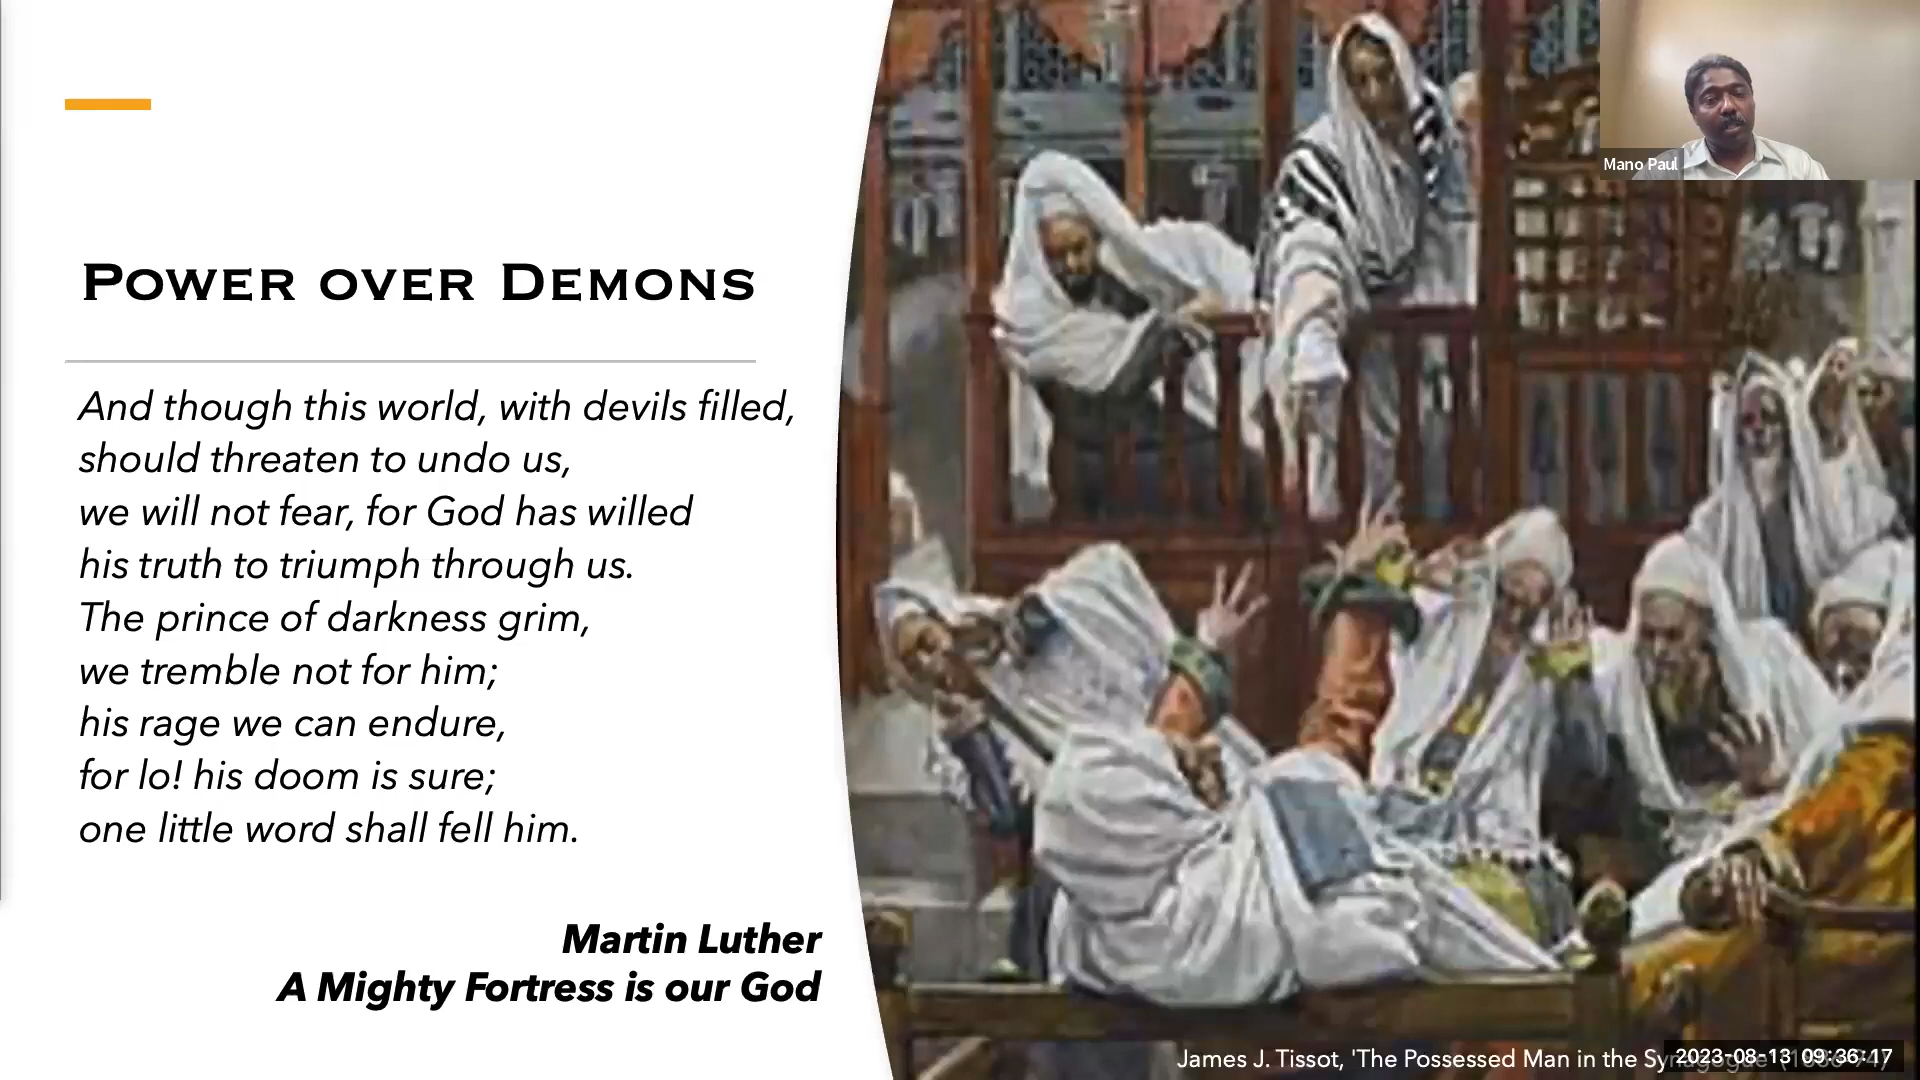 Mano Paul
POWER OVER DEMONS
And though this world, with devils filled,
should threaten to undo us,
we will not fear, for God has willed
his truth to triumph through us.
The prince of darkness grim,
we tremble not for him;
his rage we can endure,
for lo! his doom is sure;
one little word shall fell him.
Martin Luther
A Mighty Fortress is our God
James J. Tissot, 'The Possessed Man in the Synagogue'
2023-08-13 09:36:17